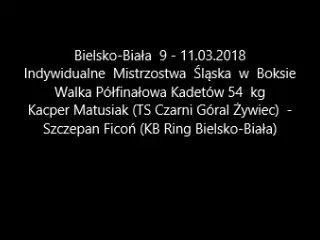 Bielsko-Biała 9 - 11.03.2018
Indywidualne Mistrzostwa Śląska w Boksie
Walka Półfinałowa Kadetów 54 kg
Kacper Matusiak (TS Czarni Góral Żywiec) -
Szczepan Ficoń (KB Ring Bielsko-Biała)